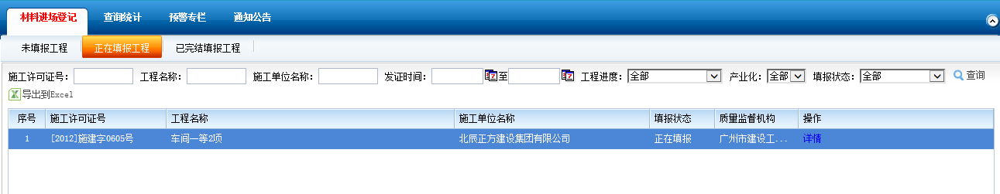 材料进场登记 查询统计 预警专栏 通知公告
未填报工程 正在填报工程 已完结填报工程
施工许可证号： 工程名称： 施工单位名称： 发证时间： 至 工程进度： 全部 产业化： 全部 填报状态： 全部 查询
导出到Excel
序号 施工许可证号 工程名称 施工单位名称 填报状态 质量监督机构 操作
1 [2012]施建字0605号 车间一等2项 北辰正方建设集团有限公司 正在填报 广州市建设工... 详情